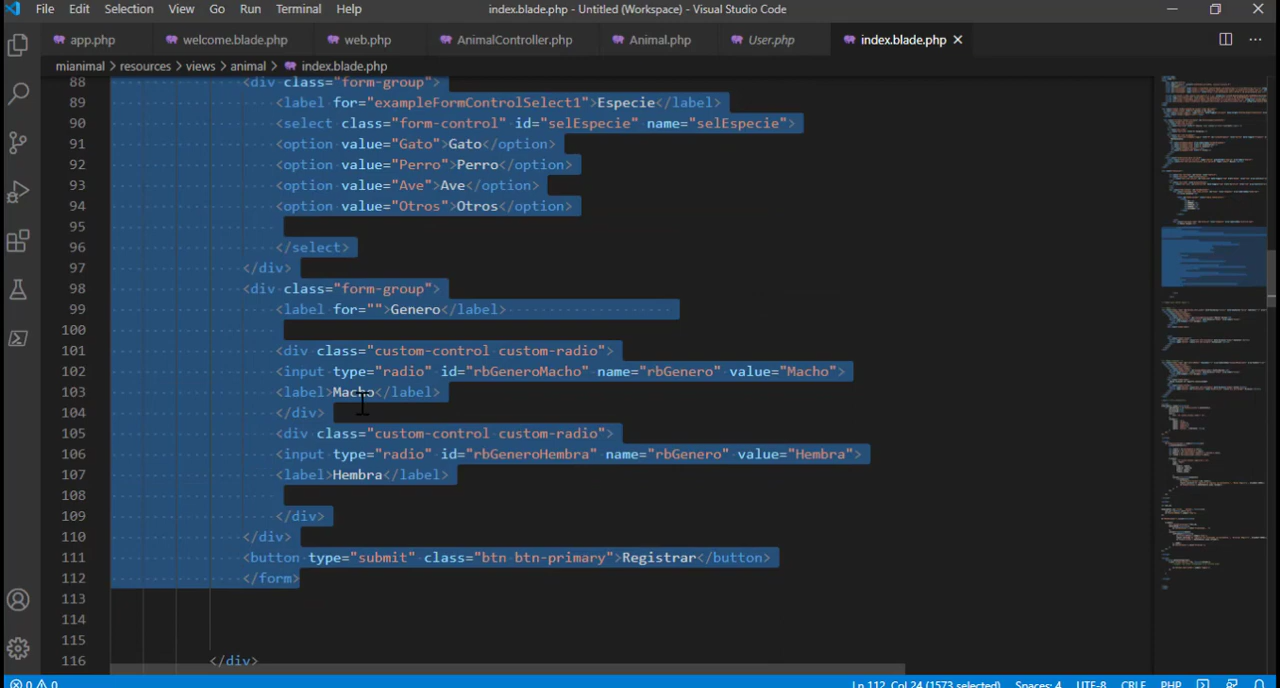 File Edit Selection View Go Run Terminal Help index.blade.php - Untitled (Workspace) - Visual Studio Code
app.php welcome.blade.php web.php AnimalController.php Animal.php User.php index.blade.php
mianimal > resources > views > animal > index.blade.php
88 <div class="form-group">
89 <label for="exampleFormControlSelect1">Especie</label>
90 <select class="form-control" id="selEspecie" name="selEspecie">
91 <option value="Gato">Gato</option>
92 <option value="Perro">Perro</option>
93 <option value="Ave">Ave</option>
94 <option value="Otros">Otros</option>
95
96 </select>
97 </div>
98 <div class="form-group">
99 <label for="">Genero</label>
100
101 <div class="custom-control custom-radio">
102 <input type="radio" id="rbGeneroMacho" name="rbGenero" value="Macho">
103 <label>Macho</label>
104 </div>
105 <div class="custom-control custom-radio">
106 <input type="radio" id="rbGeneroHembra" name="rbGenero" value="Hembra">
107 <label>Hembra</label>
108
109 </div>
110 </div>
111 <button type="submit" class="btn btn-primary">Registrar</button>
112 </form>
113
114
115
116 </div>
0 0 Ln 112, Col 24 (1573 selected) Spaces: 4 UTF-8 CRLF PHP